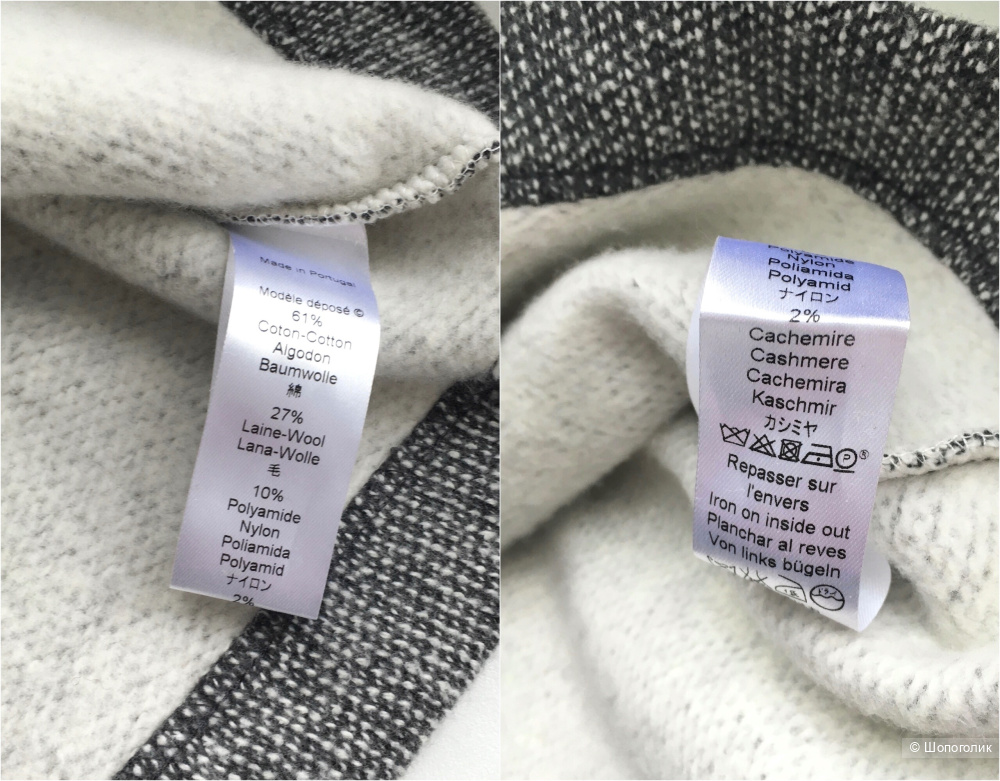 Made in Portugal
Modèle déposé ©
61%
Coton-Cotton
Algodon
Baumwolle
綿
27%
Laine-Wool
Lana-Wolle
毛
10%
Polyamide
Nylon
Poliamida
Polyamid
ナイロン
2%
Polyamide
Nylon
Poliamida
Polyamid
ナイロン
2%
Cachemire
Cashmere
Cachemira
Kaschmir
カシミヤ
P ®
Repasser sur
l'envers
Iron on inside out
Planchar al reves
Von links bügeln
© Шопоголик